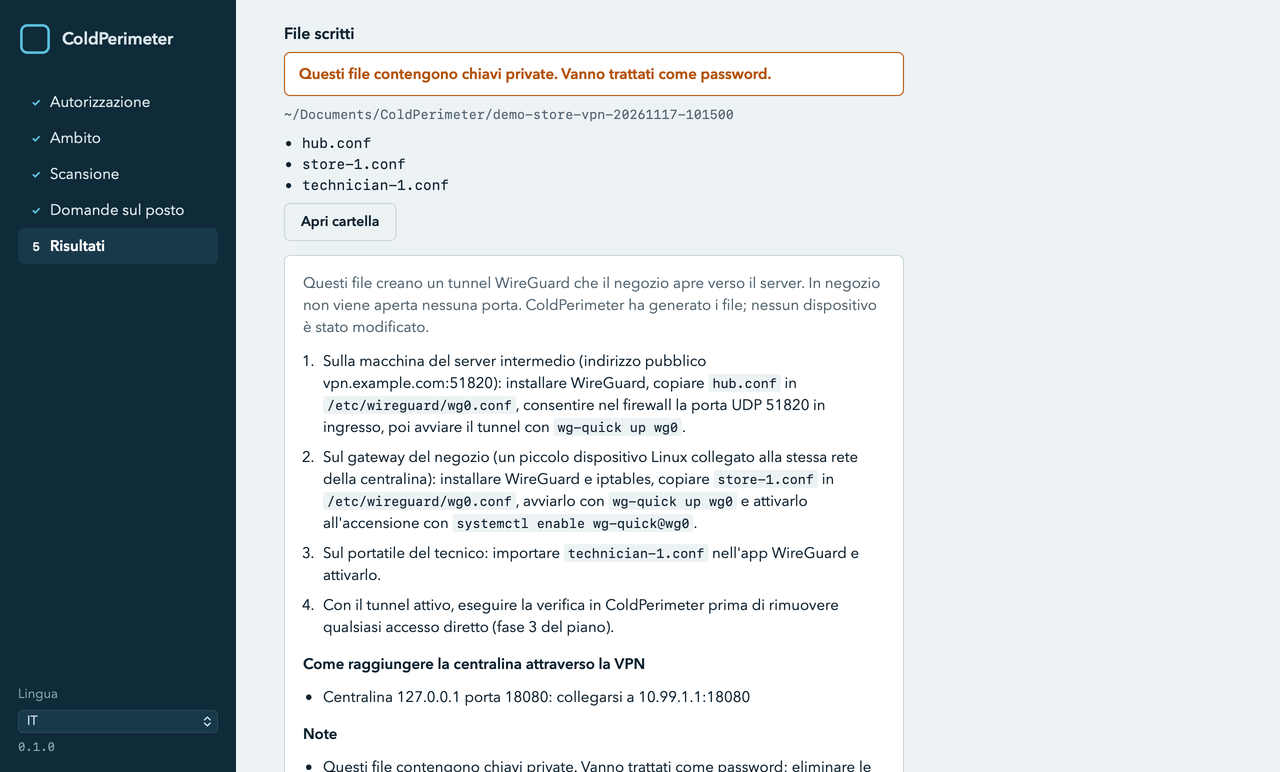 ColdPerimeter
Autorizzazione
Ambito
Scansione
Domande sul posto
5 Risultati
Lingua
IT
0.1.0
File scritti
Questi file contengono chiavi private. Vanno trattati come password.
~/Documents/ColdPerimeter/demo-store-vpn-20261117-101500
• hub.conf
• store-1.conf
• technician-1.conf
Apri cartella
Questi file creano un tunnel WireGuard che il negozio apre verso il server. In negozio
non viene aperta nessuna porta. ColdPerimeter ha generato i file; nessun dispositivo
è stato modificato.
1. Sulla macchina del server intermedio (indirizzo pubblico
vpn.example.com:51820): installare WireGuard, copiare hub.conf in
/etc/wireguard/wg0.conf, consentire nel firewall la porta UDP 51820 in
ingresso, poi avviare il tunnel con wg-quick up wg0.
2. Sul gateway del negozio (un piccolo dispositivo Linux collegato alla stessa rete
della centralina): installare WireGuard e iptables, copiare store-1.conf in
/etc/wireguard/wg0.conf, avviarlo con wg-quick up wg0 e attivarlo
all'accensione con systemctl enable wg-quick@wg0.
3. Sul portatile del tecnico: importare technician-1.conf nell'app WireGuard e
attivarlo.
4. Con il tunnel attivo, eseguire la verifica in ColdPerimeter prima di rimuovere
qualsiasi accesso diretto (fase 3 del piano).
Come raggiungere la centralina attraverso la VPN
• Centralina 127.0.0.1 porta 18080: collegarsi a 10.99.1.1:18080
Note
• Questi file contengono chiavi private. Vanno trattati come password: eliminare le